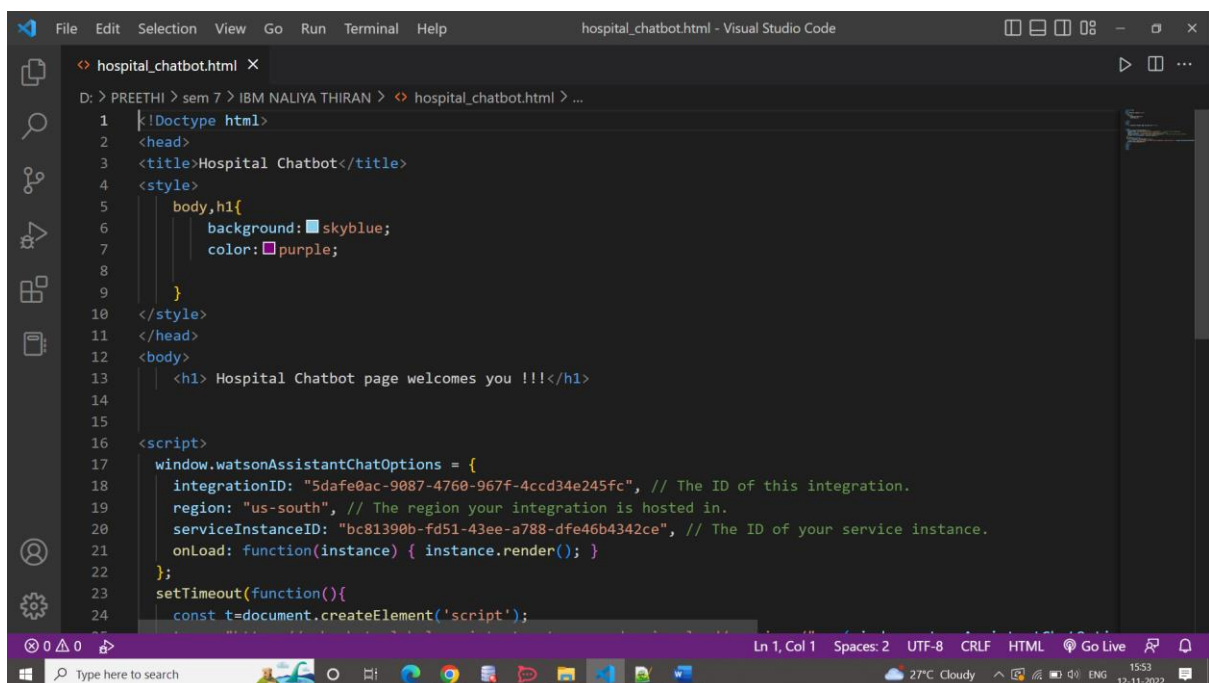 File Edit Selection View Go Run Terminal Help hospital_chatbot.html - Visual Studio Code
hospital_chatbot.html
D: > PREETHI > sem 7 > IBM NALIYA THIRAN > hospital_chatbot.html > ...
1 <!Doctype html>
2 <head>
3 <title>Hospital Chatbot</title>
4 <style>
5 body,h1{
6 background: skyblue;
7 color: purple;
8
9 }
10 </style>
11 </head>
12 <body>
13 <h1> Hospital Chatbot page welcomes you !!!</h1>
14
15
16 <script>
17 window.watsonAssistantChatOptions = {
18 integrationID: "5dafe0ac-9087-4760-967f-4ccd34e245fc", // The ID of this integration.
19 region: "us-south", // The region your integration is hosted in.
20 serviceInstanceID: "bc81390b-fd51-43ee-a788-dfe46b4342ce", // The ID of your service instance.
21 onLoad: function(instance) { instance.render(); }
22 };
23 setTimeout(function(){
24 const t=document.createElement('script');
0 0 Ln 1, Col 1 Spaces: 2 UTF-8 CRLF HTML Go Live
Type here to search 27°C Cloudy ENG 15:53
12-11-2022